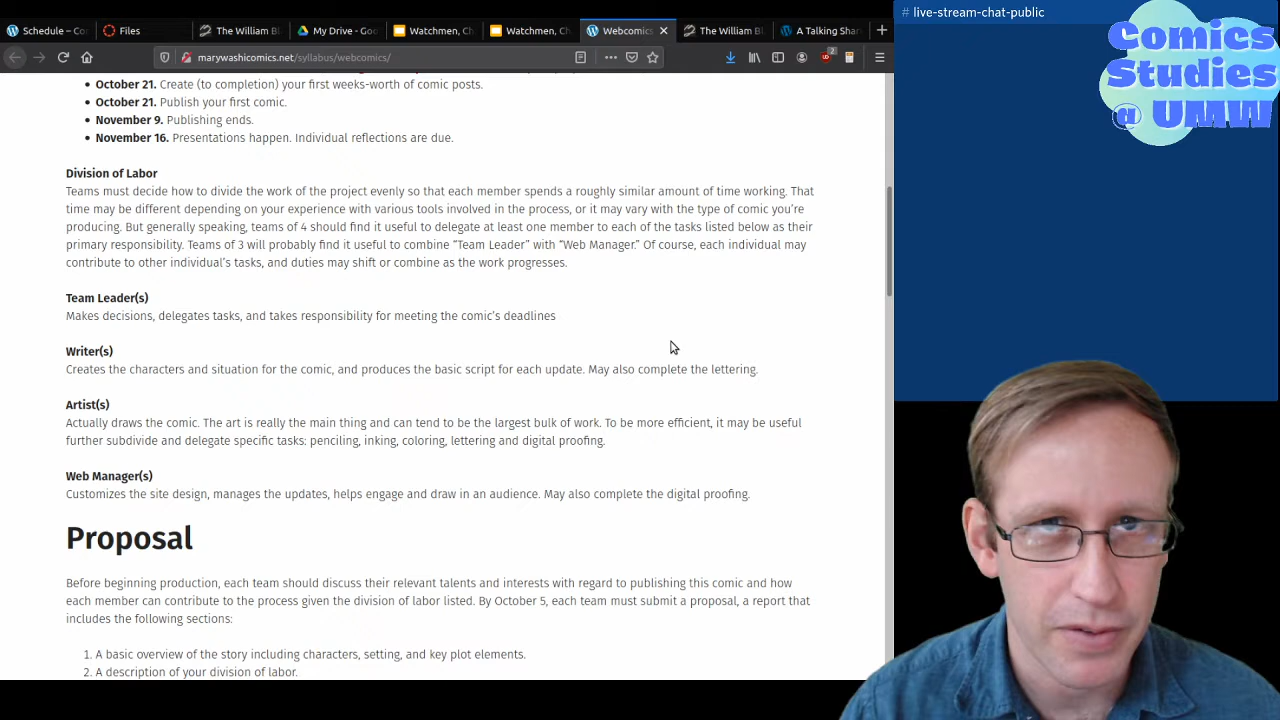 Schedule – Co
Files
The William Bl
My Drive - Goo
Watchmen, Ch
Watchmen, Ch
Webcomics
The William Bl
A Talking Shar
marywashicomics.net/syllabus/webcomics/
2
# live-stream-chat-public
Comics
Studies
@ UMW
October 21. Create (to completion) your first weeks-worth of comic posts.
October 21. Publish your first comic.
November 9. Publishing ends.
November 16. Presentations happen. Individual reflections are due.
Division of Labor
Teams must decide how to divide the work of the project evenly so that each member spends a roughly similar amount of time working. That
time may be different depending on your experience with various tools involved in the process, or it may vary with the type of comic you're
producing. But generally speaking, teams of 4 should find it useful to delegate at least one member to each of the tasks listed below as their
primary responsibility. Teams of 3 will probably find it useful to combine “Team Leader” with “Web Manager.” Of course, each individual may
contribute to other individual's tasks, and duties may shift or combine as the work progresses.
Team Leader(s)
Makes decisions, delegates tasks, and takes responsibility for meeting the comic's deadlines
Writer(s)
Creates the characters and situation for the comic, and produces the basic script for each update. May also complete the lettering.
Artist(s)
Actually draws the comic. The art is really the main thing and can tend to be the largest bulk of work. To be more efficient, it may be useful
further subdivide and delegate specific tasks: penciling, inking, coloring, lettering and digital proofing.
Web Manager(s)
Customizes the site design, manages the updates, helps engage and draw in an audience. May also complete the digital proofing.
Proposal
Before beginning production, each team should discuss their relevant talents and interests with regard to publishing this comic and how
each member can contribute to the process given the division of labor listed. By October 5, each team must submit a proposal, a report that
includes the following sections:
1. A basic overview of the story including characters, setting, and key plot elements.
2. A description of your division of labor.